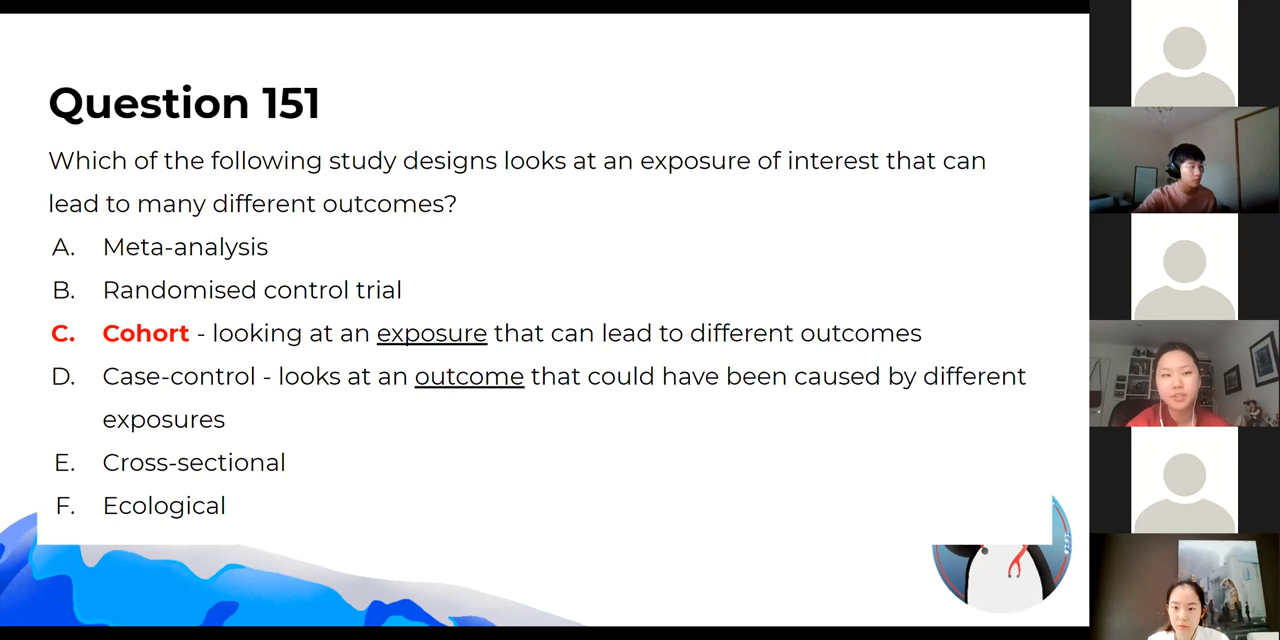 Question 151
Which of the following study designs looks at an exposure of interest that can
lead to many different outcomes?
A. Meta-analysis
B. Randomised control trial
C. Cohort - looking at an exposure that can lead to different outcomes
D. Case-control - looks at an outcome that could have been caused by different
exposures
E. Cross-sectional
F. Ecological